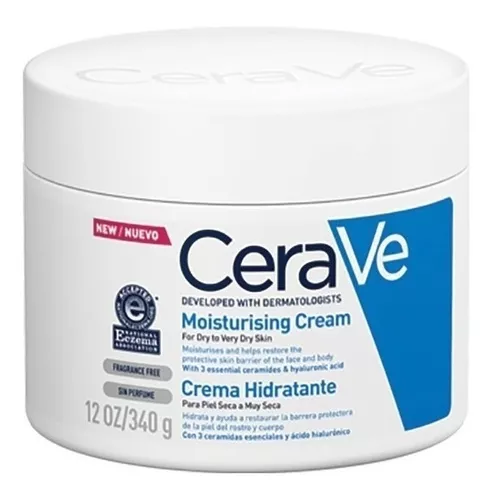 CeraVe
NEW / NUEVO
CeraVe
DEVELOPED WITH DERMATOLOGISTS
Moisturising Cream
For Dry to Very Dry Skin
Moisturises and helps restore the
protective skin barrier of the face and body
With 3 essential ceramides & hyaluronic acid
Crema Hidratante
Para Piel Seca a Muy Seca
Hidrata y ayuda a restaurar la barrera protectora
de la piel del rostro y cuerpo
Con 3 ceramidas esenciales y ácido hialurónico
ACCEPTED
e
NATIONAL
Eczema
ASSOCIATION
FRAGRANCE FREE
SIN PERFUME
12 OZ/340 g